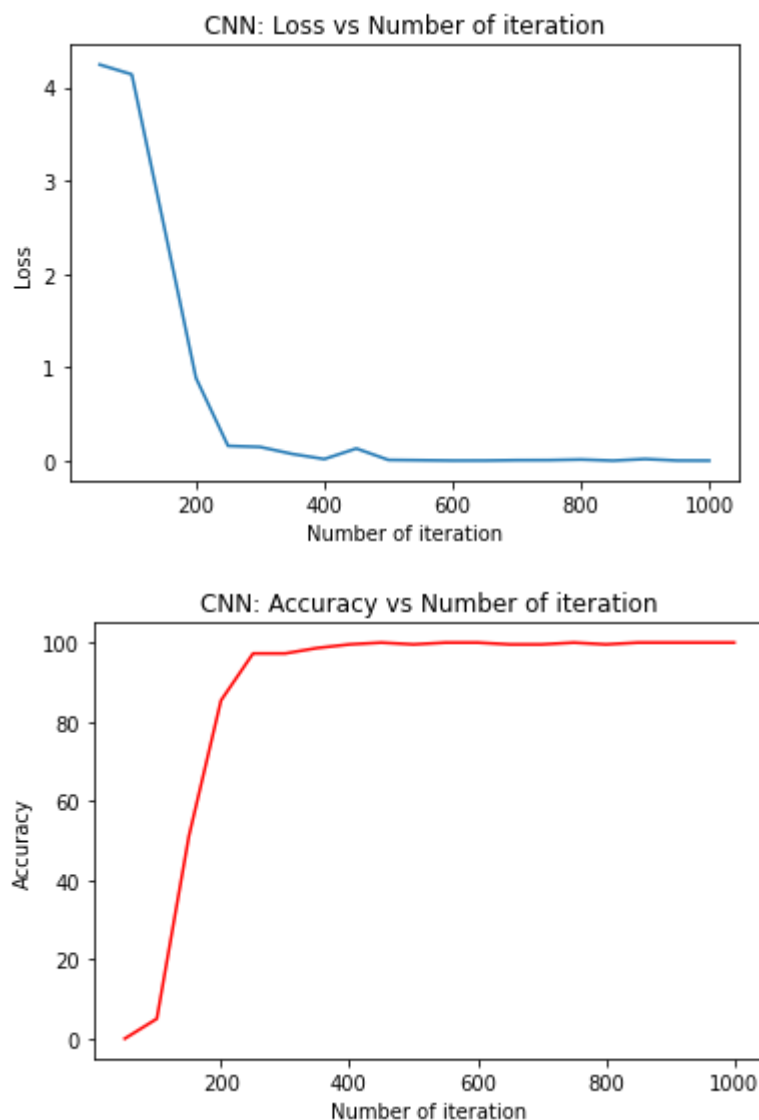 CNN: Loss vs Number of iteration
4
3
2
1
0
Loss
200 400 600 800 1000
Number of iteration
CNN: Accuracy vs Number of iteration
100
80
60
40
20
0
Accuracy
200 400 600 800 1000
Number of iteration